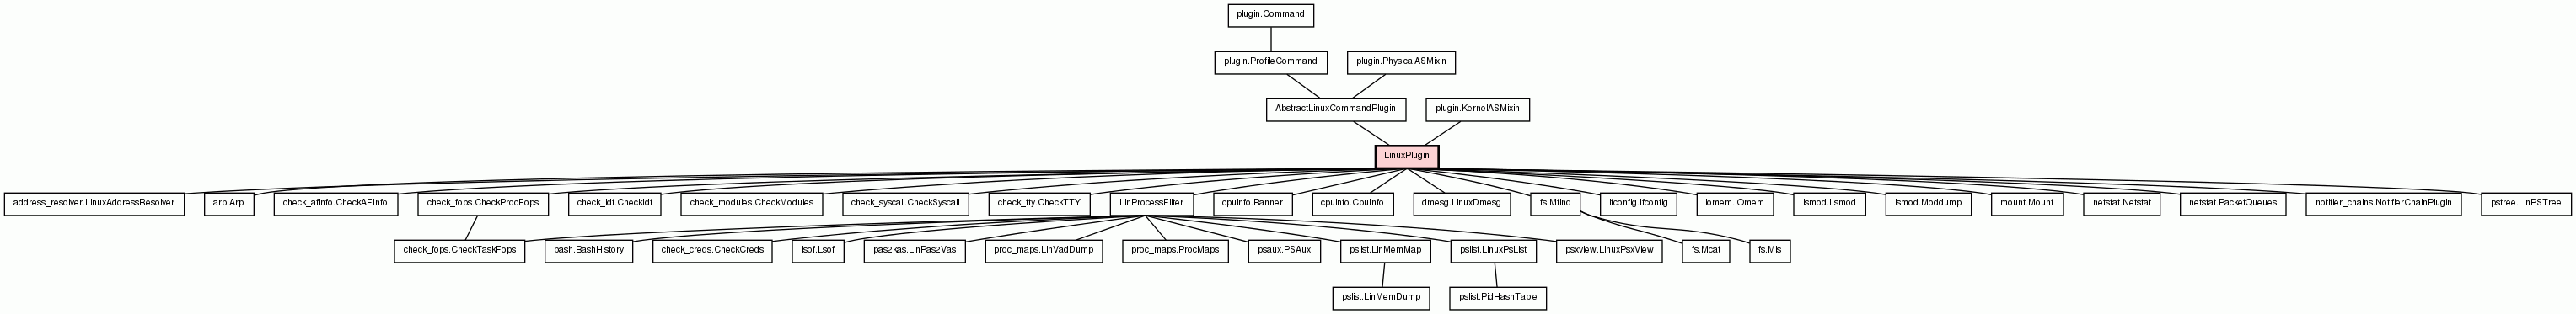 plugin.Command
plugin.ProfileCommand
plugin.PhysicalASMixin
AbstractLinuxCommandPlugin
plugin.KernelASMixin
LinuxPlugin
address_resolver.LinuxAddressResolver
arp.Arp
check_afinfo.CheckAFInfo
check_fops.CheckProcFops
check_idt.CheckIdt
check_modules.CheckModules
check_syscall.CheckSyscall
check_tty.CheckTTY
LinProcessFilter
cpuinfo.Banner
cpuinfo.CpuInfo
dmesg.LinuxDmesg
fs.Mfind
ifconfig.Ifconfig
iomem.IOmem
lsmod.Lsmod
lsmod.Moddump
mount.Mount
netstat.Netstat
netstat.PacketQueues
notifier_chains.NotifierChainPlugin
pstree.LinPSTree
check_fops.CheckTaskFops
bash.BashHistory
check_creds.CheckCreds
lsof.Lsof
pas2kas.LinPas2Vas
proc_maps.LinVadDump
proc_maps.ProcMaps
psaux.PSAux
pslist.LinMemMap
pslist.LinuxPsList
psxview.LinuxPsxView
fs.Mcat
fs.Mls
pslist.LinMemDump
pslist.PidHashTable